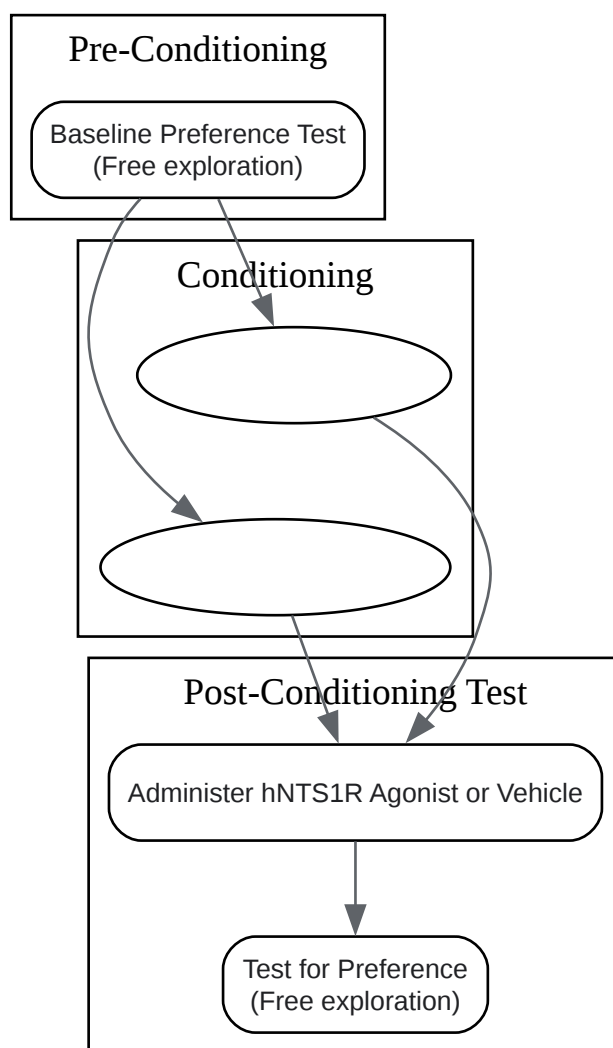 Pre-Conditioning
Baseline Preference Test
(Free exploration)
Conditioning
Post-Conditioning Test
Administer hNTS1R Agonist or Vehicle
Test for Preference
(Free exploration)